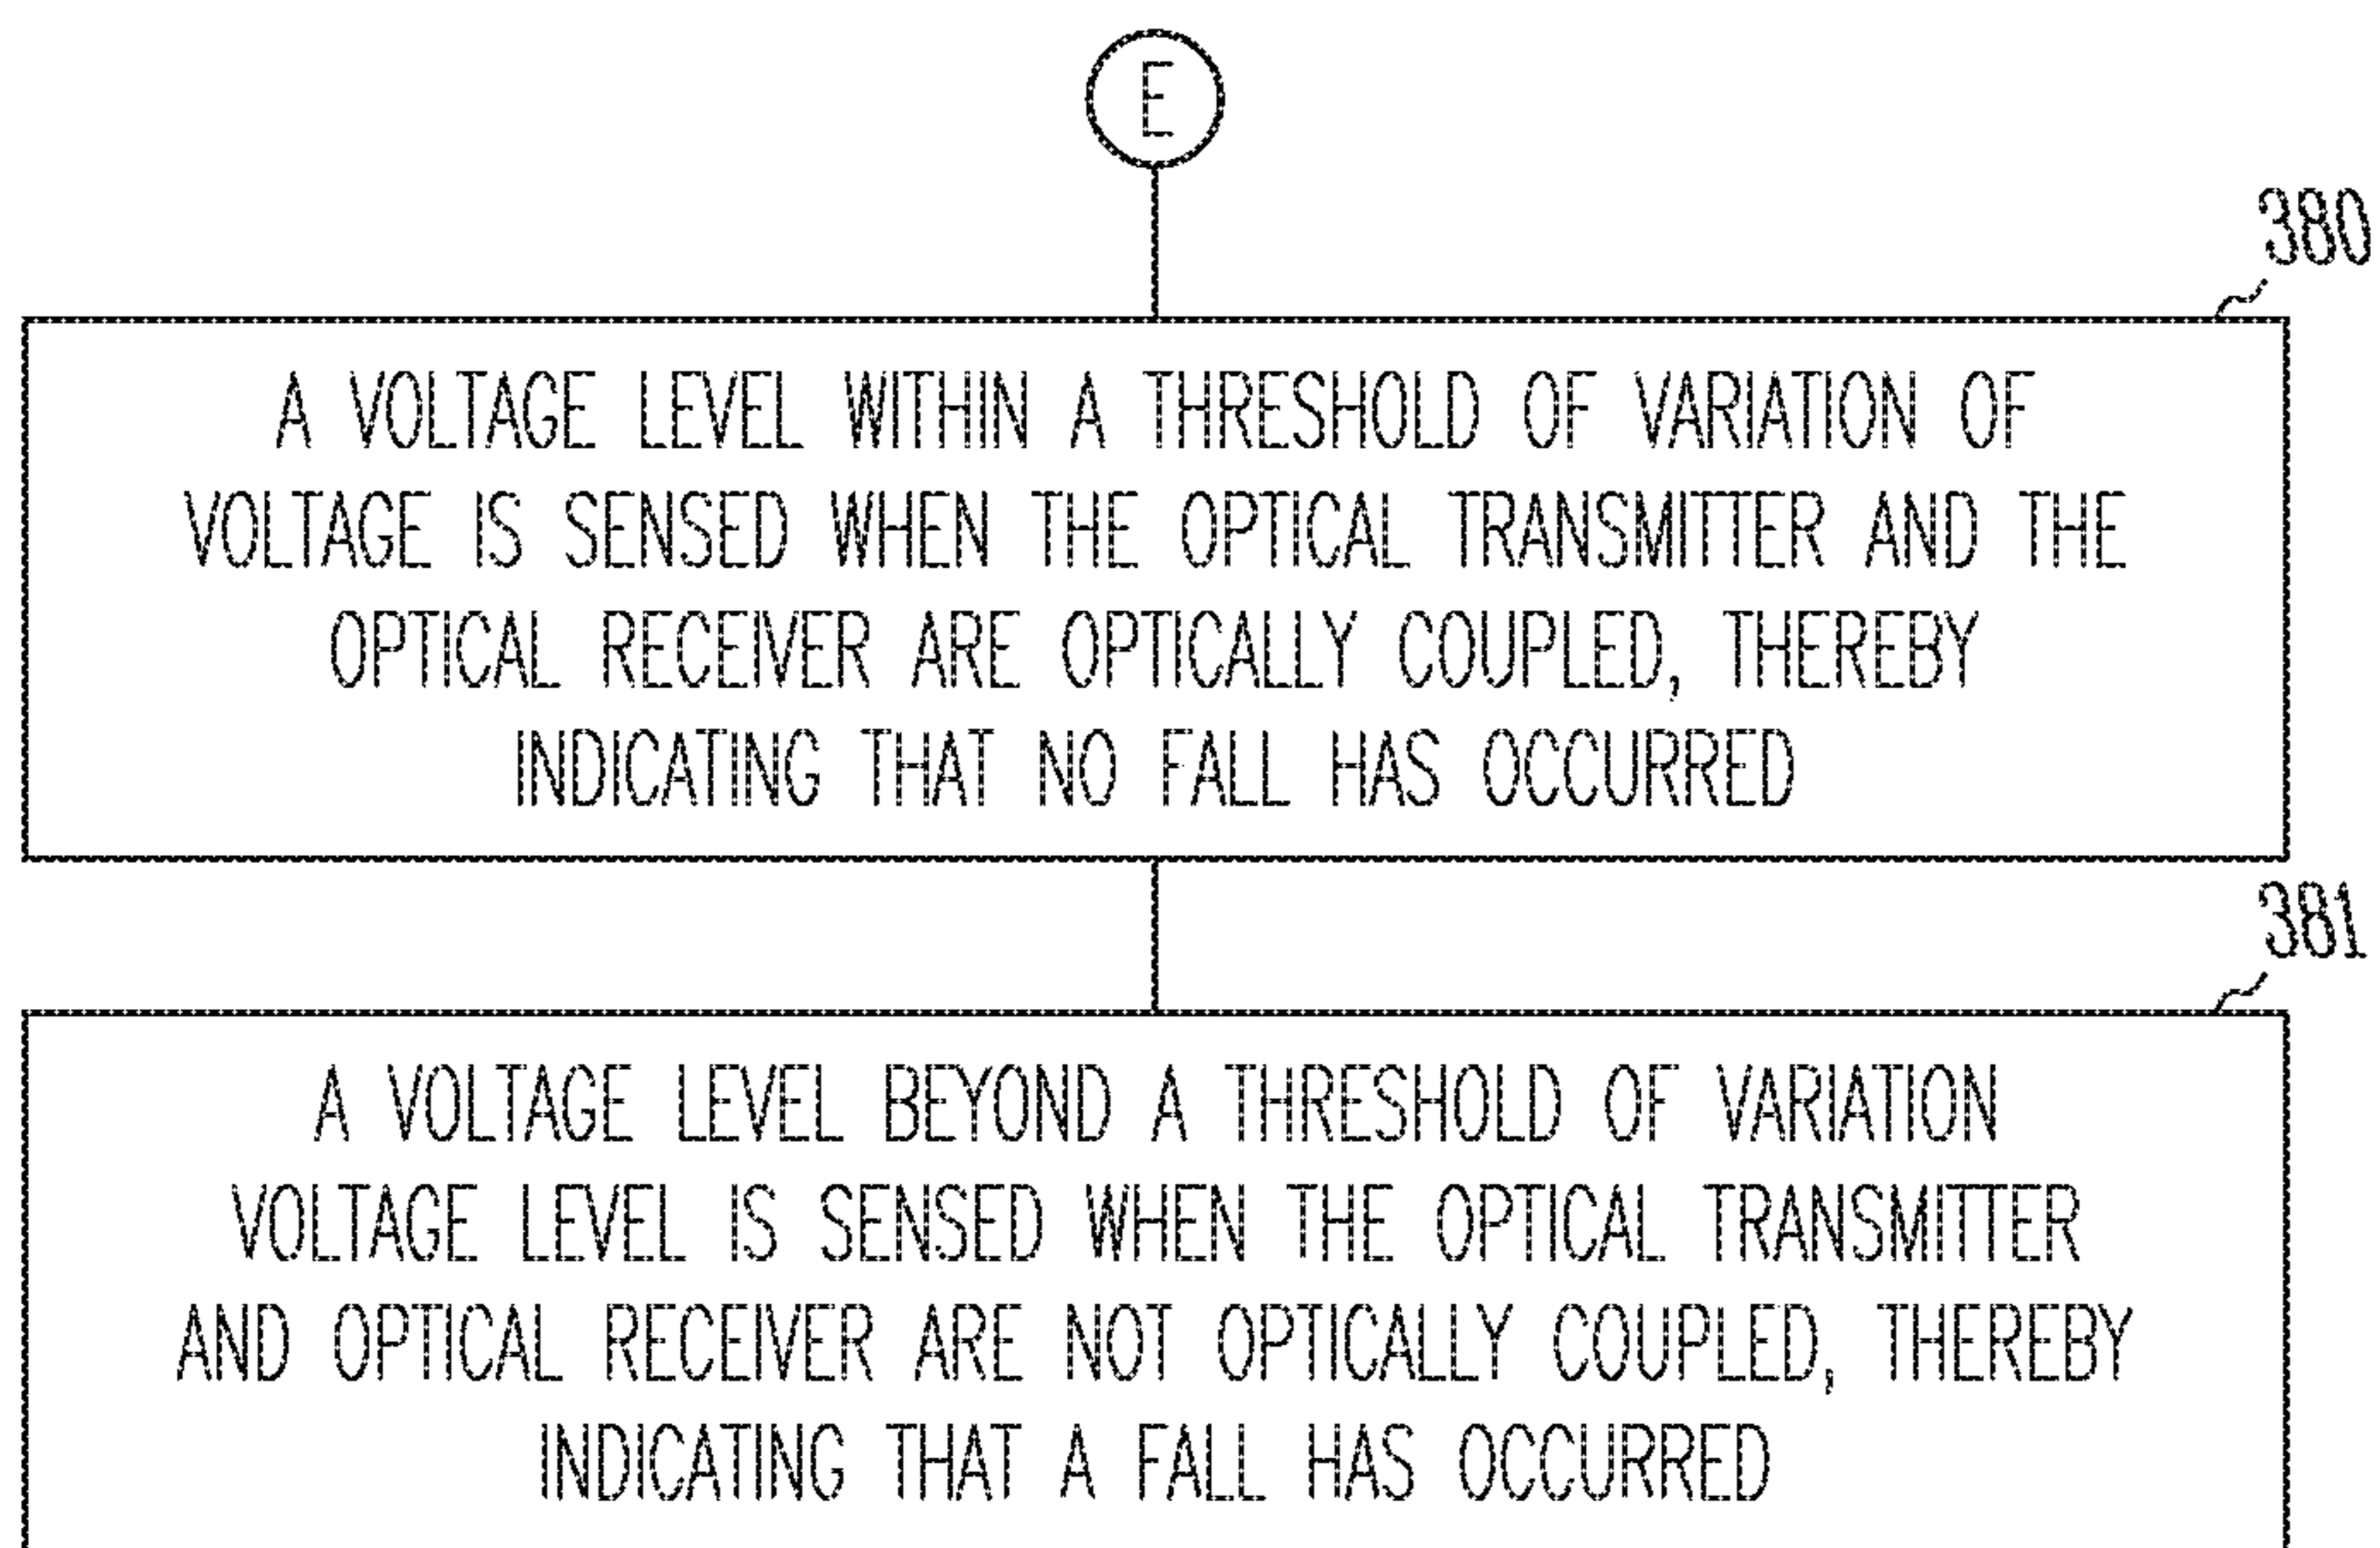 E
380
A VOLTAGE LEVEL WITHIN A THRESHOLD OF VARIATION OF
VOLTAGE IS SENSED WHEN THE OPTICAL TRANSMITTER AND THE
OPTICAL RECEIVER ARE OPTICALLY COUPLED, THEREBY
INDICATING THAT NO FALL HAS OCCURRED
381
A VOLTAGE LEVEL BEYOND A THRESHOLD OF VARIATION
VOLTAGE LEVEL IS SENSED WHEN THE OPTICAL TRANSMITTER
AND OPTICAL RECEIVER ARE NOT OPTICALLY COUPLED, THEREBY
INDICATING THAT A FALL HAS OCCURRED